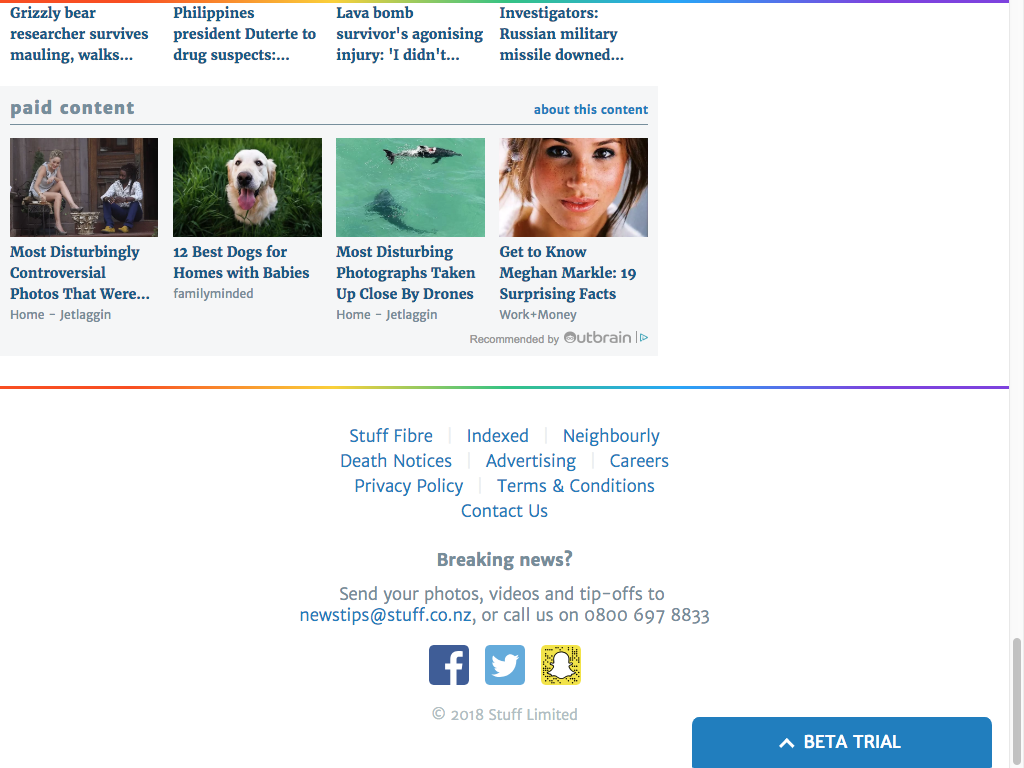 Grizzly bear
researcher survives
mauling, walks...
Philippines
president Duterte to
drug suspects:...
Lava bomb
survivor's agonising
injury: 'I didn't...
Investigators:
Russian military
missile downed...
paid content
about this content
Most Disturbingly
Controversial
Photos That Were...
Home - Jetlaggin
12 Best Dogs for
Homes with Babies
familyminded
Most Disturbing
Photographs Taken
Up Close By Drones
Home - Jetlaggin
Get to Know
Meghan Markle: 19
Surprising Facts
Work+Money
Recommended by Outbrain
Stuff Fibre | Indexed | Neighbourly
Death Notices | Advertising | Careers
Privacy Policy | Terms & Conditions
Contact Us
Breaking news?
Send your photos, videos and tip-offs to
newstips@stuff.co.nz, or call us on 0800 697 8833
© 2018 Stuff Limited
BETA TRIAL